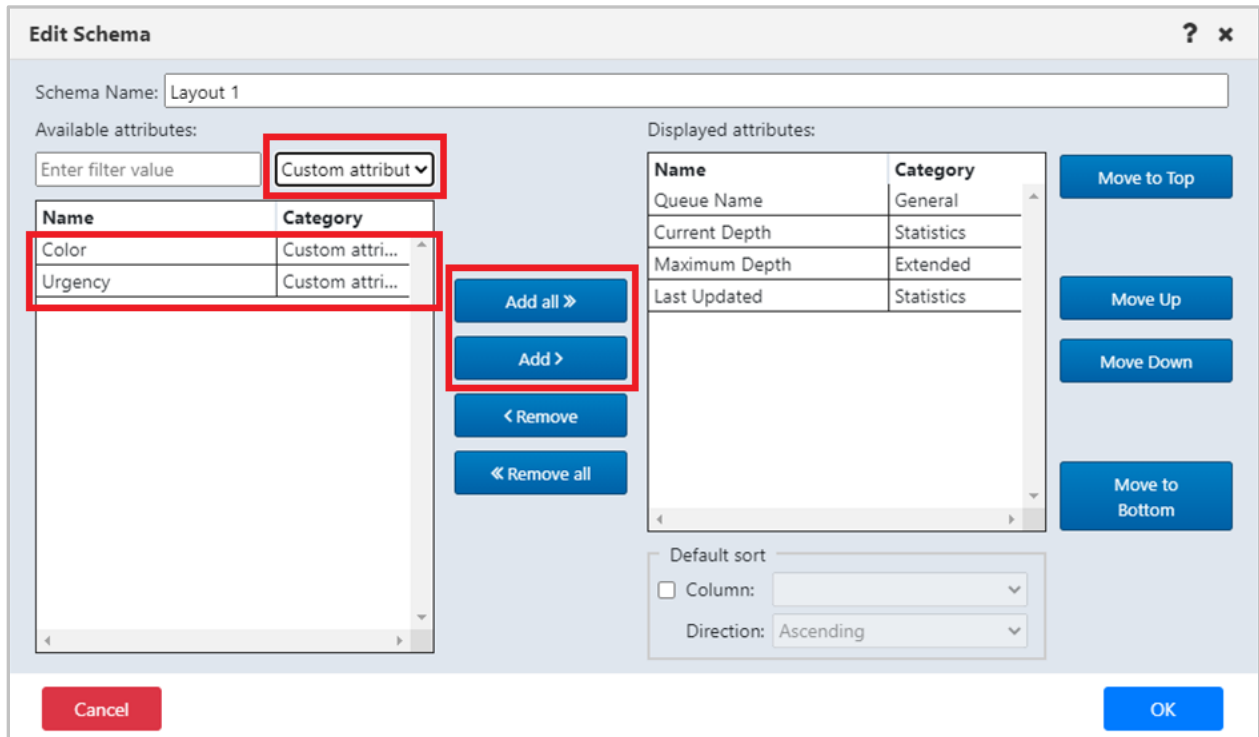 Edit Schema ? ×
Schema Name: Layout 1
Available attributes:
Enter filter value Custom attribut
Name Category
Color Custom attri...
Urgency Custom attri...
Add all »
Add >
< Remove
« Remove all
Displayed attributes:
Name Category
Queue Name General
Current Depth Statistics
Maximum Depth Extended
Last Updated Statistics
Move to Top
Move Up
Move Down
Move to
Bottom
Default sort
Column:
Direction: Ascending
Cancel OK